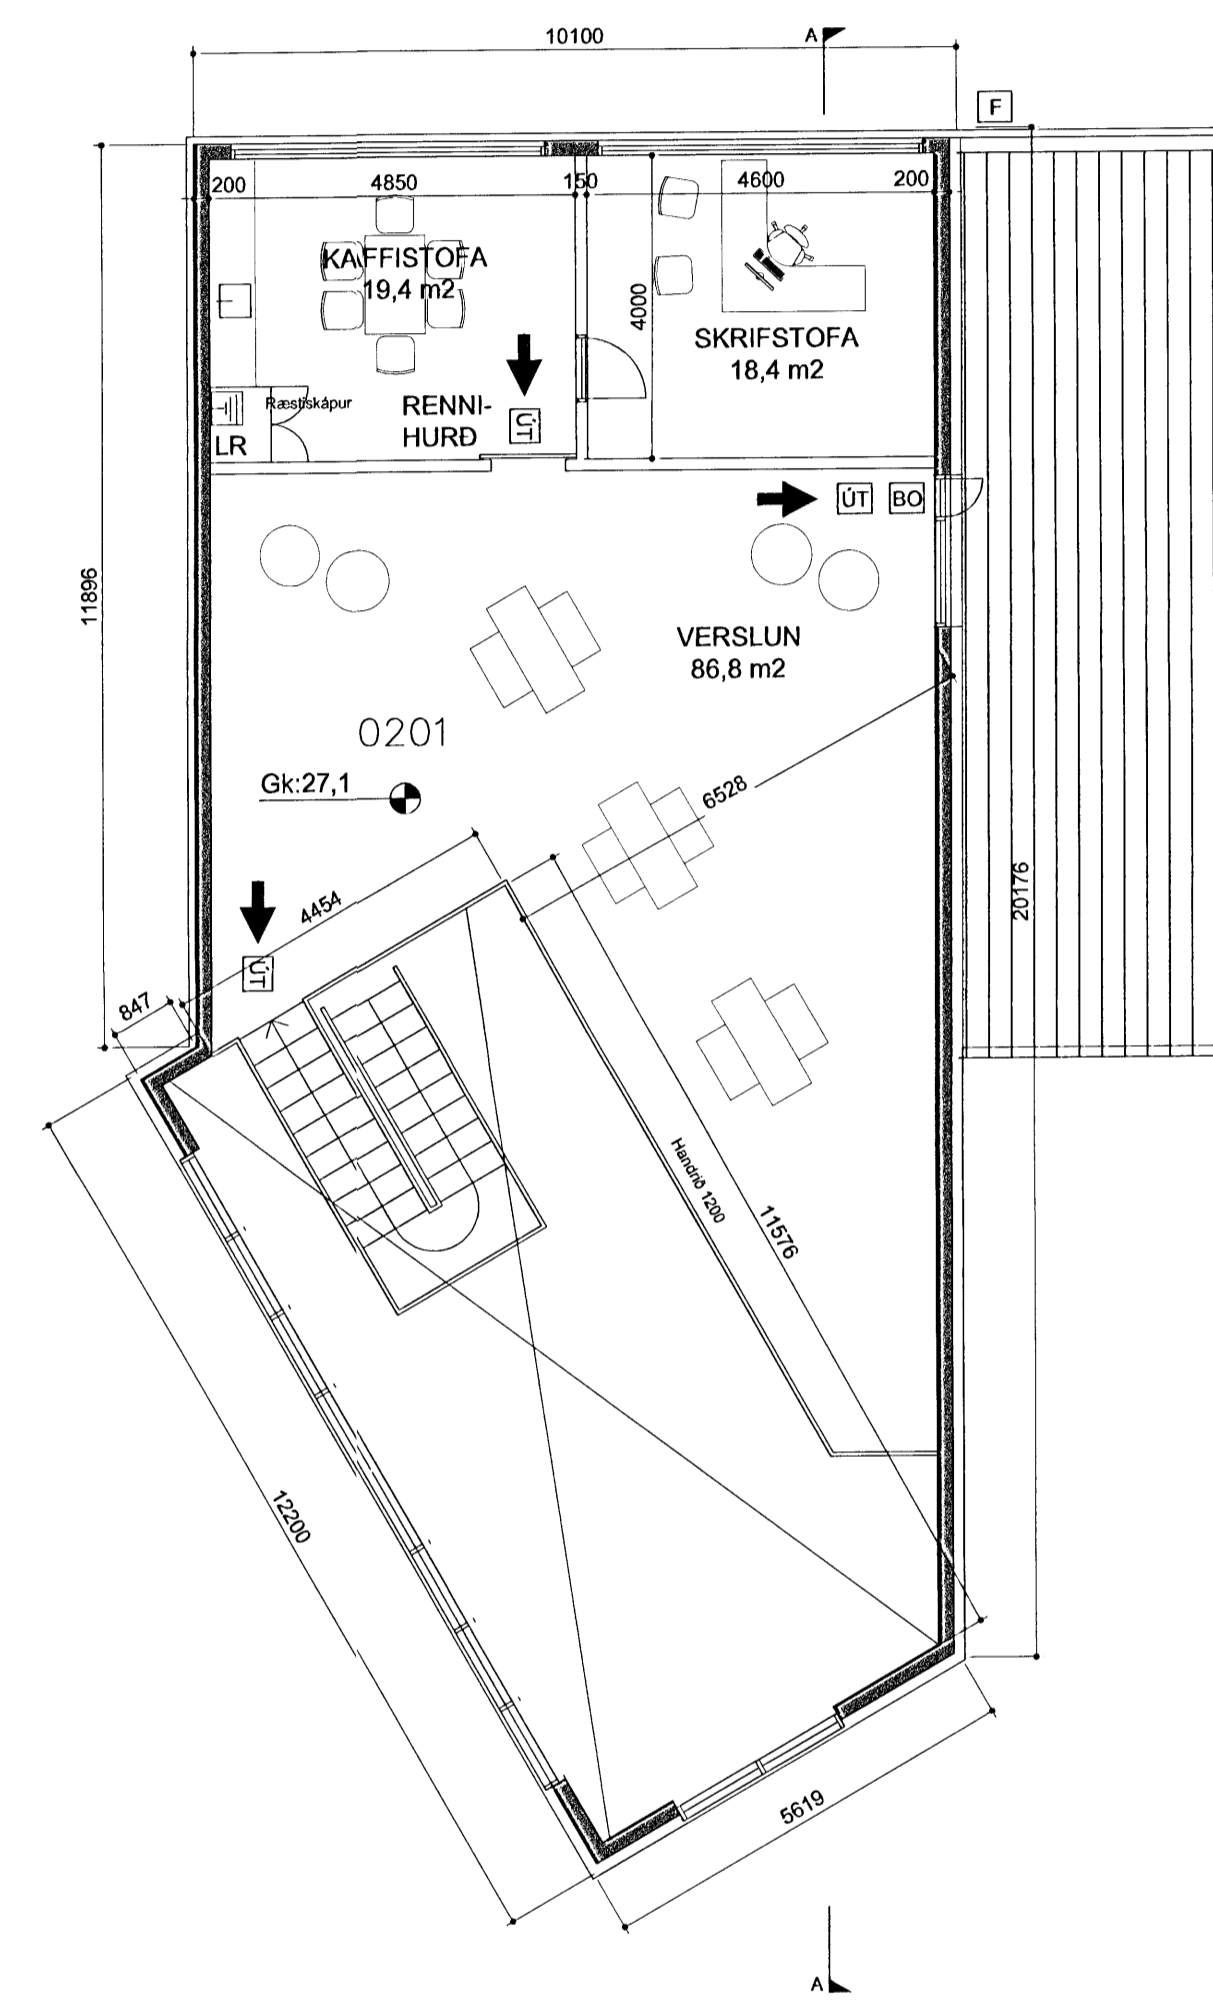 10100
A
F
200
4850
150
4600
200
KAFFISTOFA
19,4 m2
4000
SKRIFSTOFA
18,4 m2
Ræstiskápur
RENNI-
HURÐ
ÚT
LR
ÚT
BO
11896
VERSLUN
86,8 m2
0201
Gk:27,1
6528
20176
4454
ÚT
847
Handrið 1200
11576
12200
5619
A